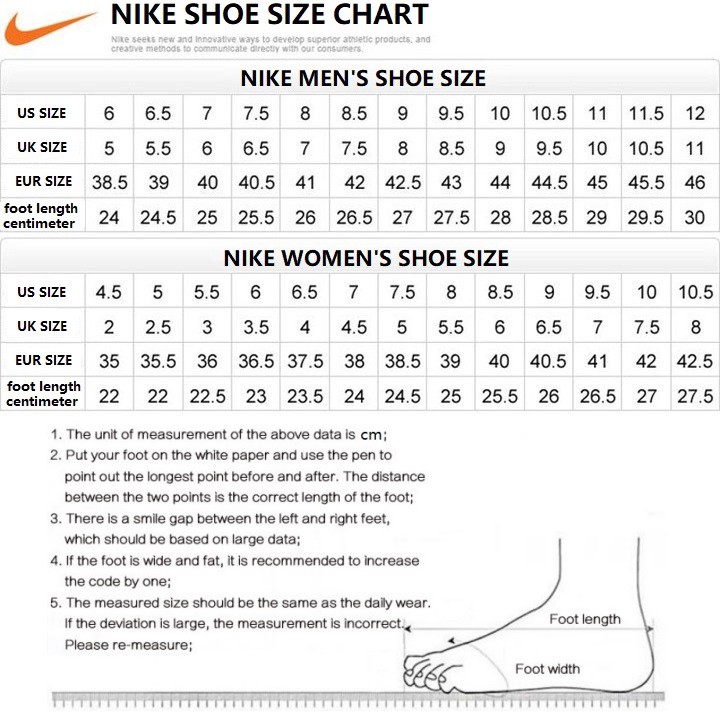 NIKE SHOE SIZE CHART
Nike seeks new and Innovative ways to develop superior athletic products, and
creative methods to communicate directly with our consumers.
NIKE MEN'S SHOE SIZE
US SIZE 6 6.5 7 7.5 8 8.5 9 9.5 10 10.5 11 11.5 12
UK SIZE 5 5.5 6 6.5 7 7.5 8 8.5 9 9.5 10 10.5 11
EUR SIZE 38.5 39 40 40.5 41 42 42.5 43 44 44.5 45 45.5 46
foot length
centimeter 24 24.5 25 25.5 26 26.5 27 27.5 28 28.5 29 29.5 30
NIKE WOMEN'S SHOE SIZE
US SIZE 4.5 5 5.5 6 6.5 7 7.5 8 8.5 9 9.5 10 10.5
UK SIZE 2 2.5 3 3.5 4 4.5 5 5.5 6 6.5 7 7.5 8
EUR SIZE 35 35.5 36 36.5 37.5 38 38.5 39 40 40.5 41 42 42.5
foot length
centimeter 22 22 22.5 23 23.5 24 24.5 25 25.5 26 26.5 27 27.5
1. The unit of measurement of the above data is cm;
2. Put your foot on the white paper and use the pen to
point out the longest point before and after. The distance
between the two points is the correct length of the foot;
3. There is a smile gap between the left and right feet,
which should be based on large data;
4. If the foot is wide and fat, it is recommended to increase
the code by one;
5. The measured size should be the same as the daily wear.
If the deviation is large, the measurement is incorrect.
Please re-measure;
Foot length
Foot width